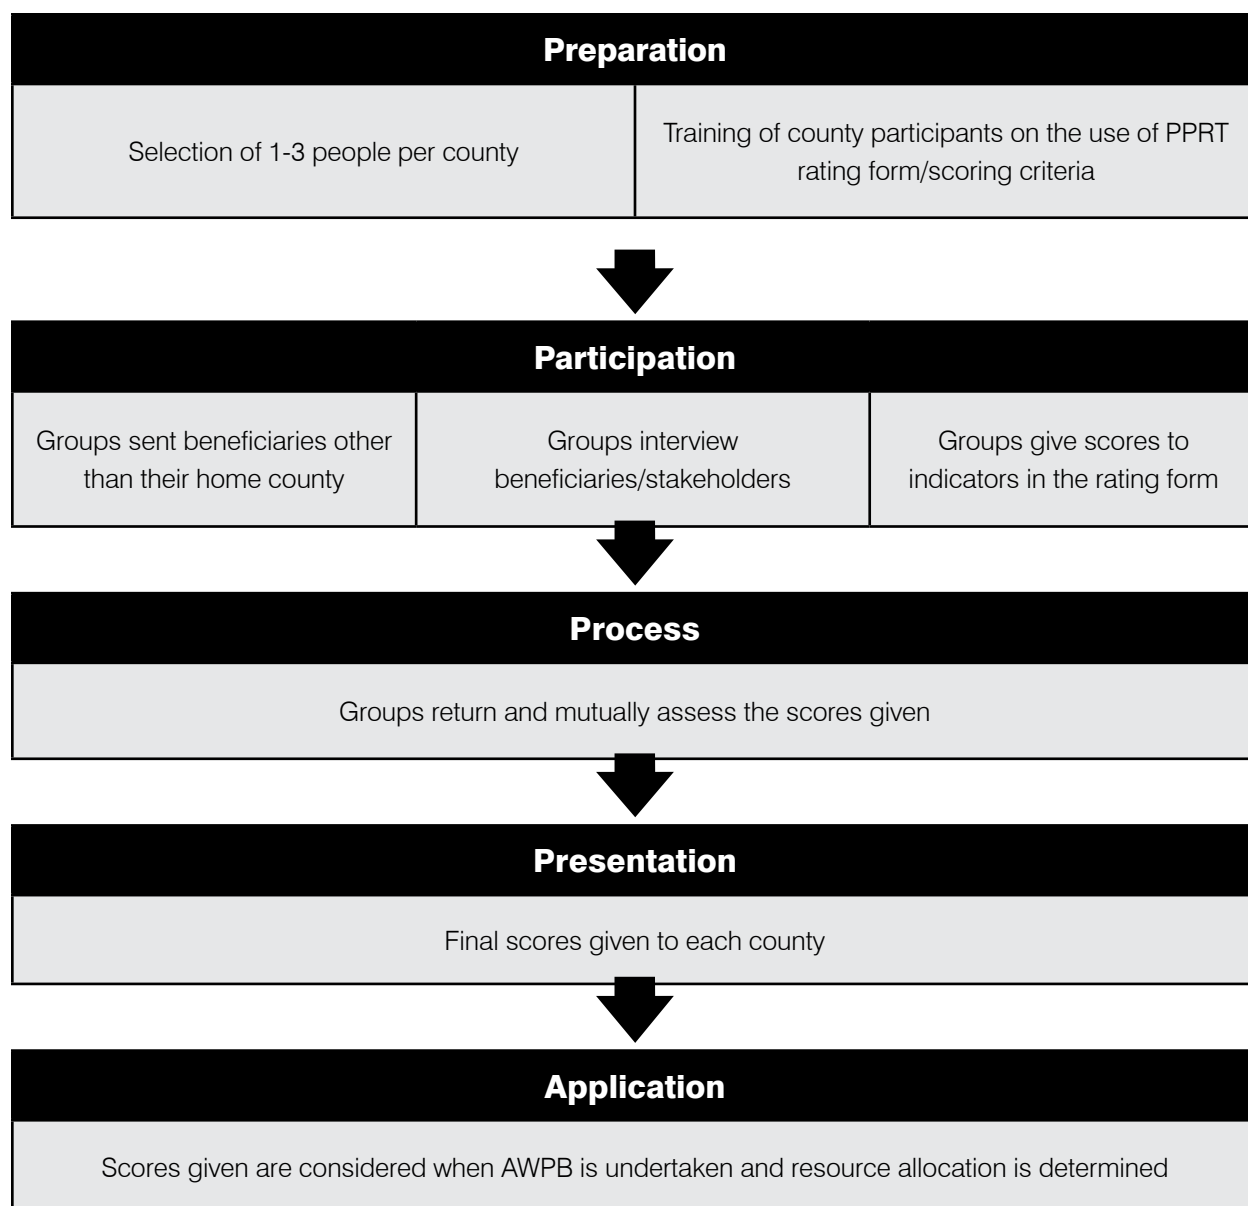 Preparation
Selection of 1-3 people per county
Training of county participants on the use of PPRT
rating form/scoring criteria
Participation
Groups sent beneficiaries other
than their home county
Groups interview
beneficiaries/stakeholders
Groups give scores to
indicators in the rating form
Process
Groups return and mutually assess the scores given
Presentation
Final scores given to each county
Application
Scores given are considered when AWPB is undertaken and resource allocation is determined